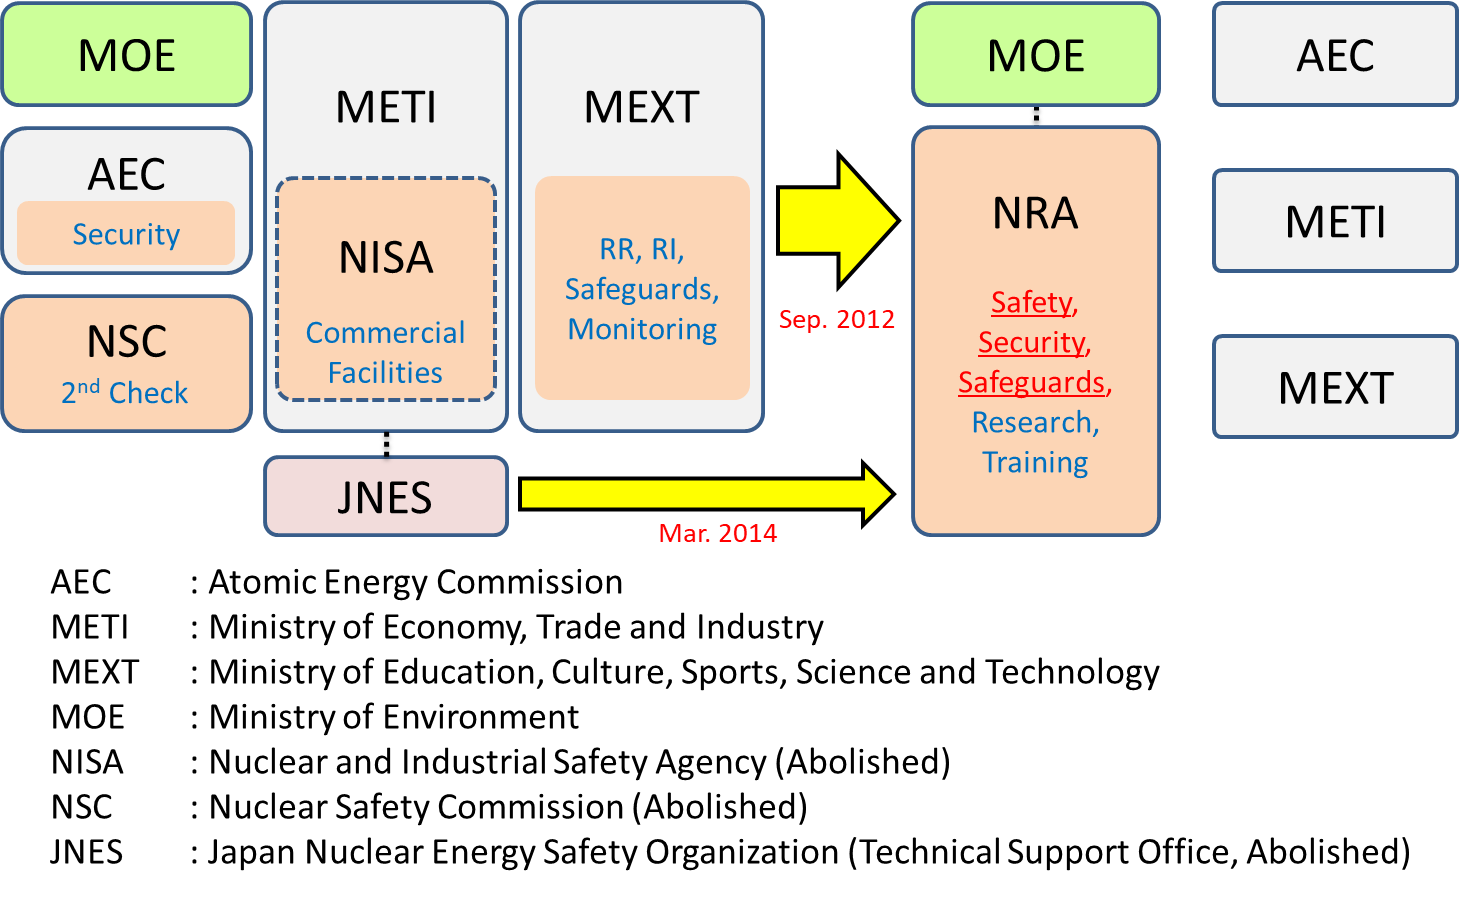 MOE
AEC
Security
NSC
2nd Check
METI
NISA
Commercial
Facilities
JNES
MEXT
RR, RI,
Safeguards,
Monitoring
Sep. 2012
Mar. 2014
MOE
NRA
Safety,
Security,
Safeguards,
Research,
Training
AEC
METI
MEXT
AEC : Atomic Energy Commission
METI : Ministry of Economy, Trade and Industry
MEXT : Ministry of Education, Culture, Sports, Science and Technology
MOE : Ministry of Environment
NISA : Nuclear and Industrial Safety Agency (Abolished)
NSC : Nuclear Safety Commission (Abolished)
JNES : Japan Nuclear Energy Safety Organization (Technical Support Office, Abolished)